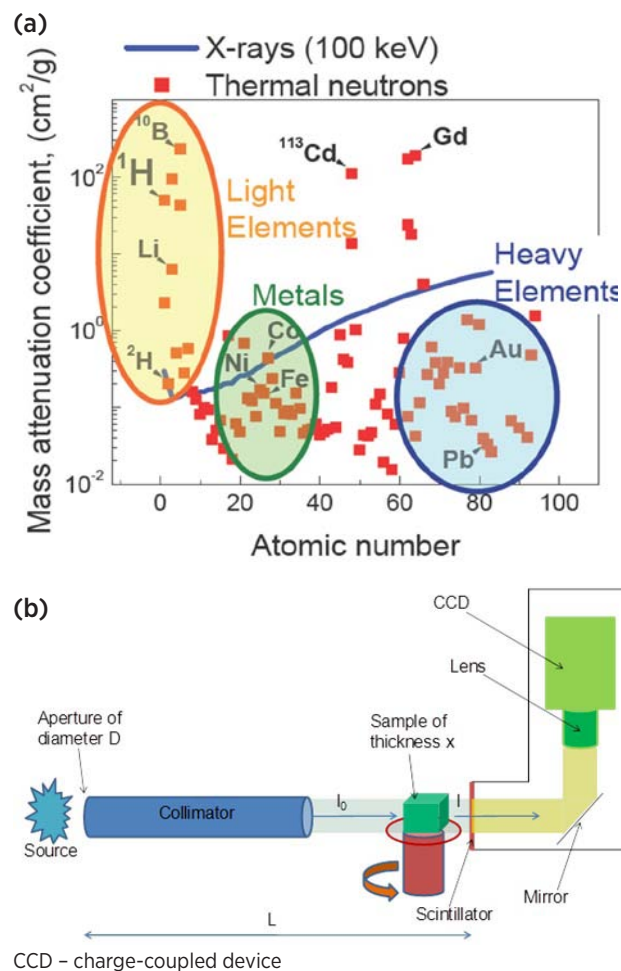 (a)
X-rays (100 keV)
Thermal neutrons
Mass attenuation coefficient, (cm²/g)
10²
10⁰
10⁻²
¹⁰B
¹H
Li
²H
Light
Elements
¹¹³Cd
Gd
Metals
Co
Ni
Fe
Heavy
Elements
Au
Pb
0 20 40 60 80 100
Atomic number
(b)
CCD
Lens
Aperture of
diameter D
Sample of
thickness x
Collimator
I₀
I
Source
Mirror
Scintillator
L
CCD – charge-coupled device